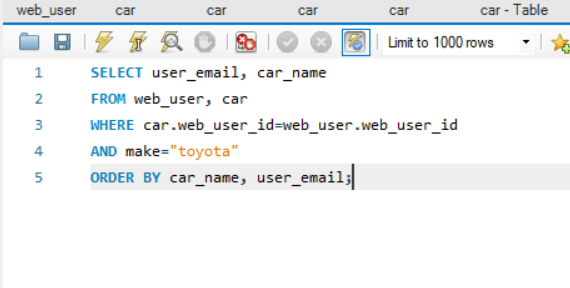 web_user car car car car car - Table
Limit to 1000 rows
1 SELECT user_email, car_name
2 FROM web_user, car
3 WHERE car.web_user_id=web_user.web_user_id
4 AND make="toyota"
5 ORDER BY car_name, user_email;